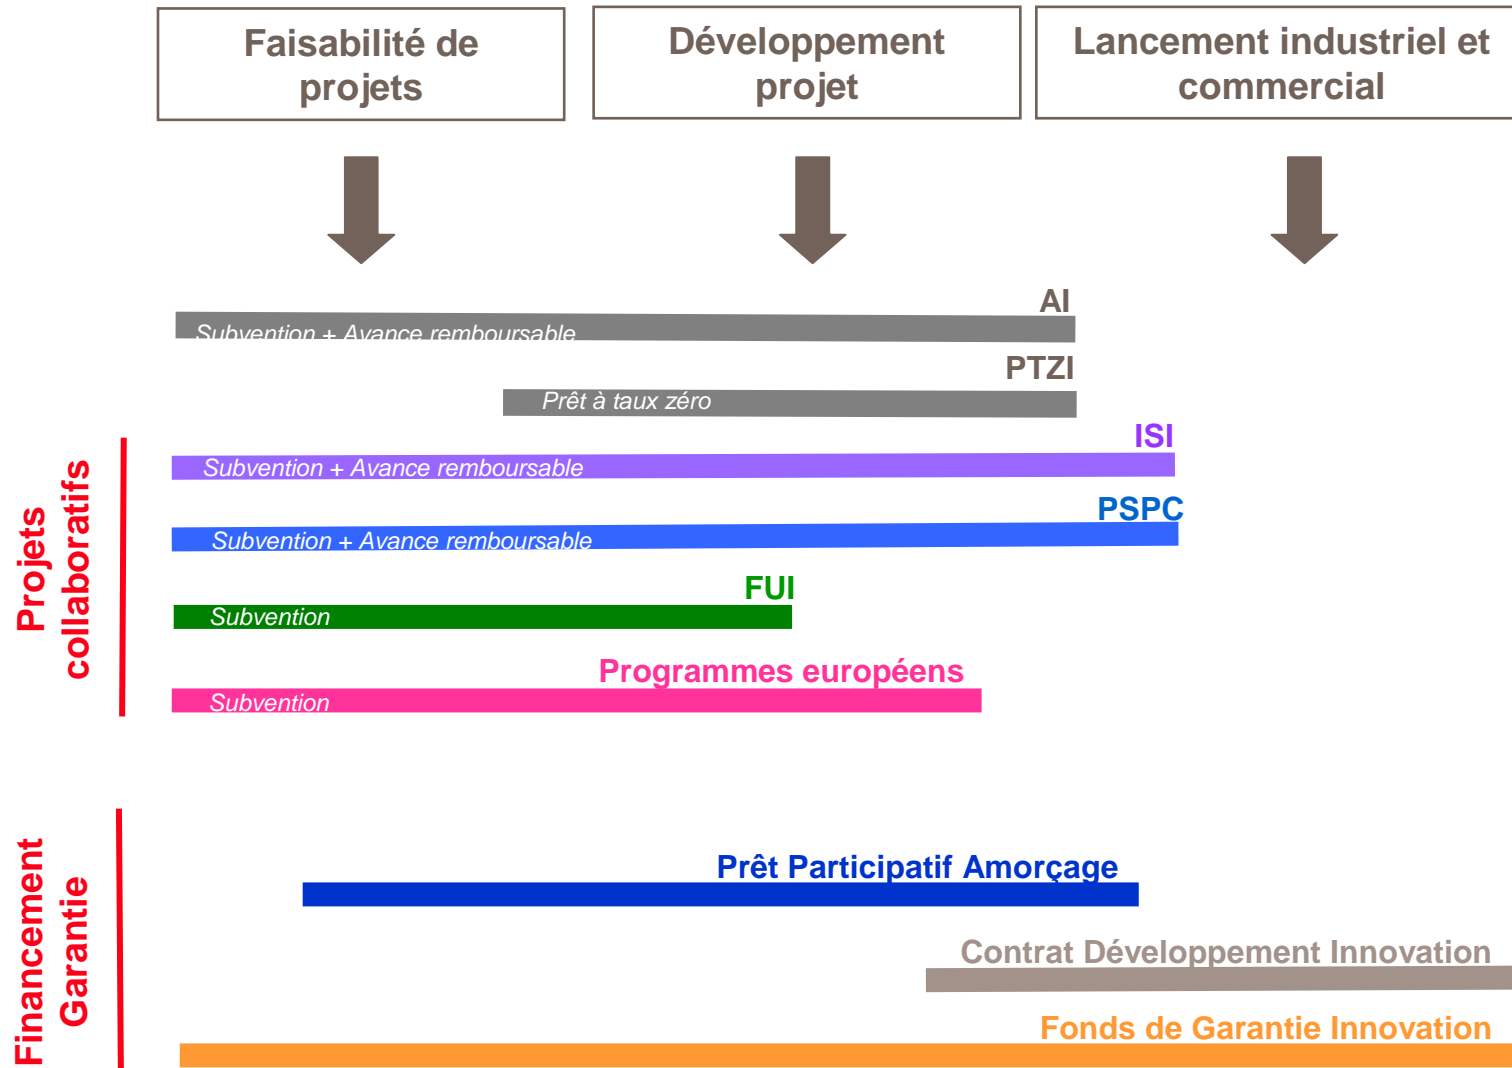 Faisabilité de
projets
Développement
projet
Lancement industriel et
commercial
AI
Subvention + Avance remboursable
PTZI
Prêt à taux zéro
Projets
collaboratifs
ISI
Subvention + Avance remboursable
PSPC
Subvention + Avance remboursable
FUI
Subvention
Programmes européens
Subvention
Financement
Garantie
Prêt Participatif Amorçage
Contrat Développement Innovation
Fonds de Garantie Innovation